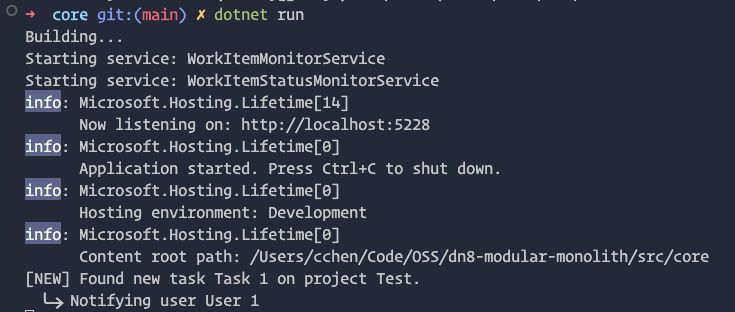 → core git:(main) ✗ dotnet run
Building...
Starting service: WorkItemMonitorService
Starting service: WorkItemStatusMonitorService
info: Microsoft.Hosting.Lifetime[14]
Now listening on: http://localhost:5228
info: Microsoft.Hosting.Lifetime[0]
Application started. Press Ctrl+C to shut down.
info: Microsoft.Hosting.Lifetime[0]
Hosting environment: Development
info: Microsoft.Hosting.Lifetime[0]
Content root path: /Users/cchen/Code/OSS/dn8-modular-monolith/src/core
[NEW] Found new task Task 1 on project Test.
↳ Notifying user User 1